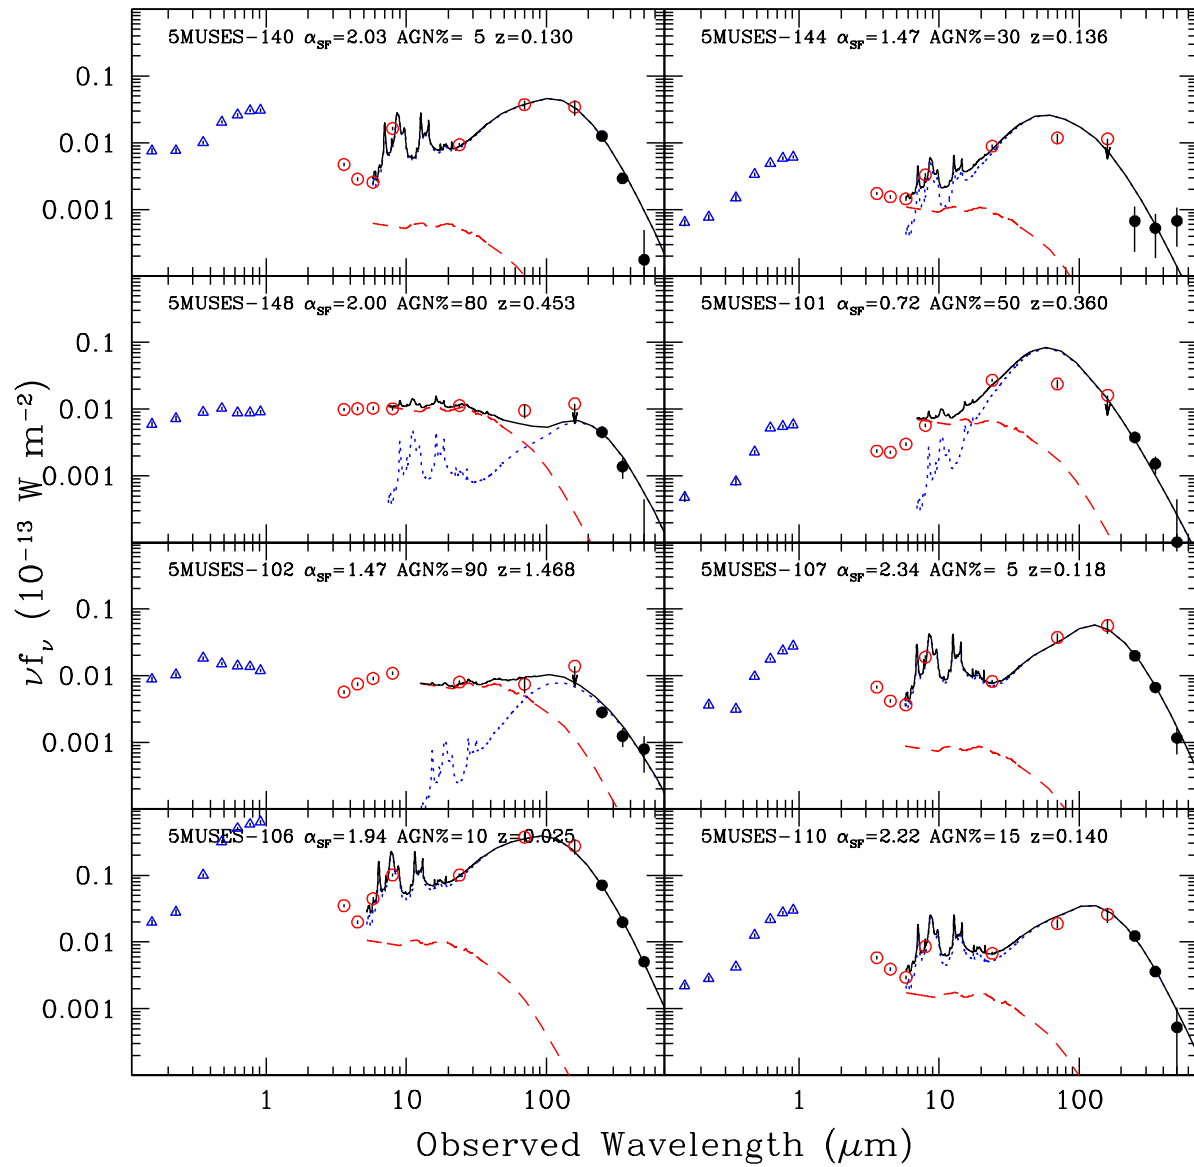 5MUSES-140 αSF=2.03 AGN%= 5 z=0.130
5MUSES-144 αSF=1.47 AGN%=30 z=0.136
0.1
0.01
0.001
5MUSES-148 αSF=2.00 AGN%=80 z=0.453
5MUSES-101 αSF=0.72 AGN%=50 z=0.360
0.1
0.01
0.001
5MUSES-102 αSF=1.47 AGN%=90 z=1.468
5MUSES-107 αSF=2.34 AGN%= 5 z=0.118
0.1
0.01
0.001
5MUSES-106 αSF=1.94 AGN%=10 z=0.025
5MUSES-110 αSF=2.22 AGN%=15 z=0.140
0.1
0.01
0.001
νfν (10−13 W m−2)
1 10 100 1 10 100
Observed Wavelength (μm)